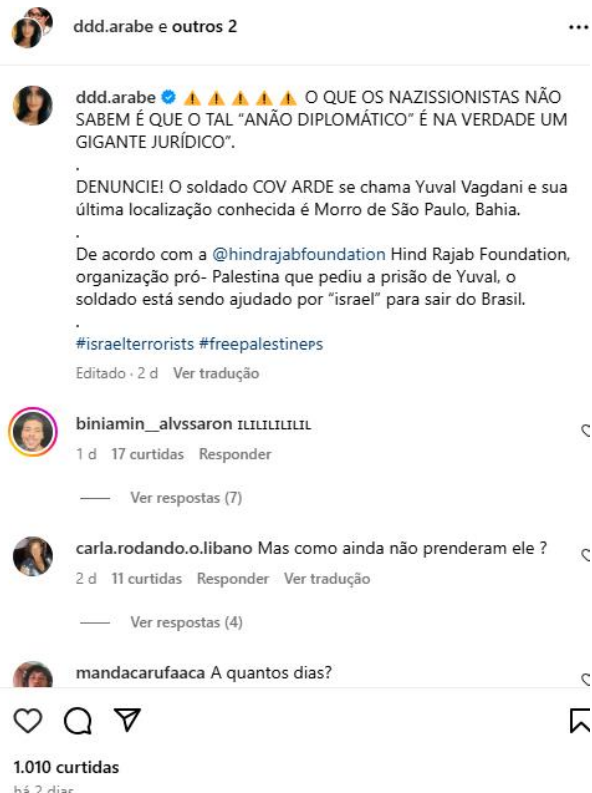 ddd.arabe e outros 2
ddd.arabe ⚠️⚠️⚠️⚠️⚠️ O QUE OS NAZISSIONISTAS NÃO
SABEM É QUE O TAL “ANÃO DIPLOMÁTICO” É NA VERDADE UM
GIGANTE JURÍDICO”.
.
DENUNCIE! O soldado COV ARDE se chama Yuval Vagdani e sua
última localização conhecida é Morro de São Paulo, Bahia.
.
De acordo com a @hindrajabfoundation Hind Rajab Foundation,
organização pró- Palestina que pediu a prisão de Yuval, o
soldado está sendo ajudado por “israel” para sair do Brasil.
.
#israelterrorists #freepalestineᴘs
Editado · 2 d Ver tradução
biniamin__alvssaron ɪʟɪʟɪʟɪʟɪʟ
1 d 17 curtidas Responder
Ver respostas (7)
carla.rodando.o.libano Mas como ainda não prenderam ele ?
2 d 11 curtidas Responder Ver tradução
Ver respostas (4)
mandacarufaaca A quantos dias?
1.010 curtidas
há 2 dias